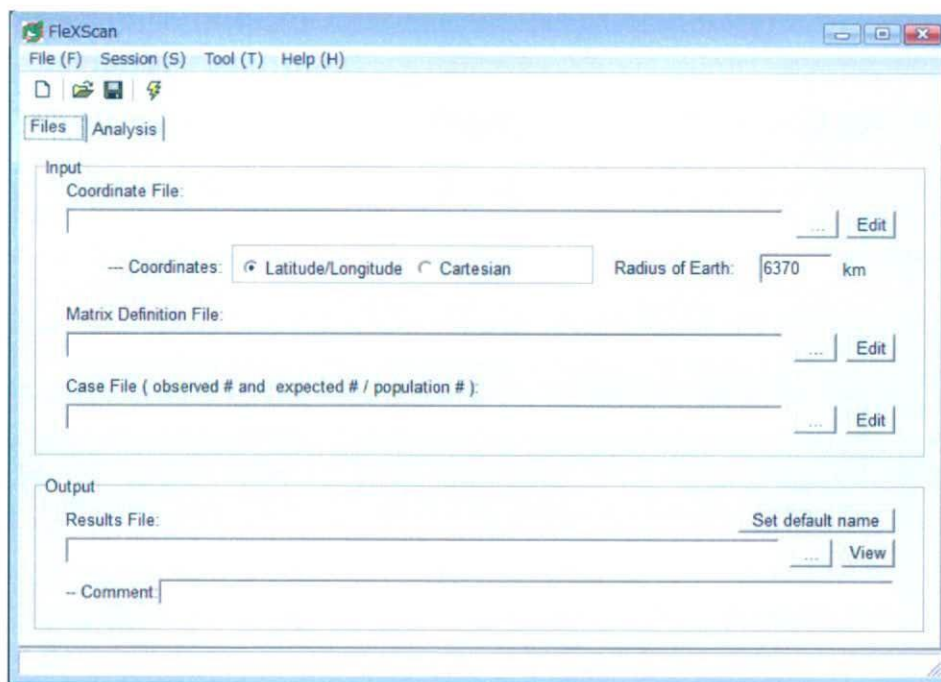 FleXScan
File (F) Session (S) Tool (T) Help (H)
Files Analysis
Input
Coordinate File:
... Edit
--- Coordinates: Latitude/Longitude Cartesian Radius of Earth: 6370 km
Matrix Definition File:
... Edit
Case File ( observed # and expected # / population # ):
... Edit
Output
Results File: Set default name
... View
-- Comment: